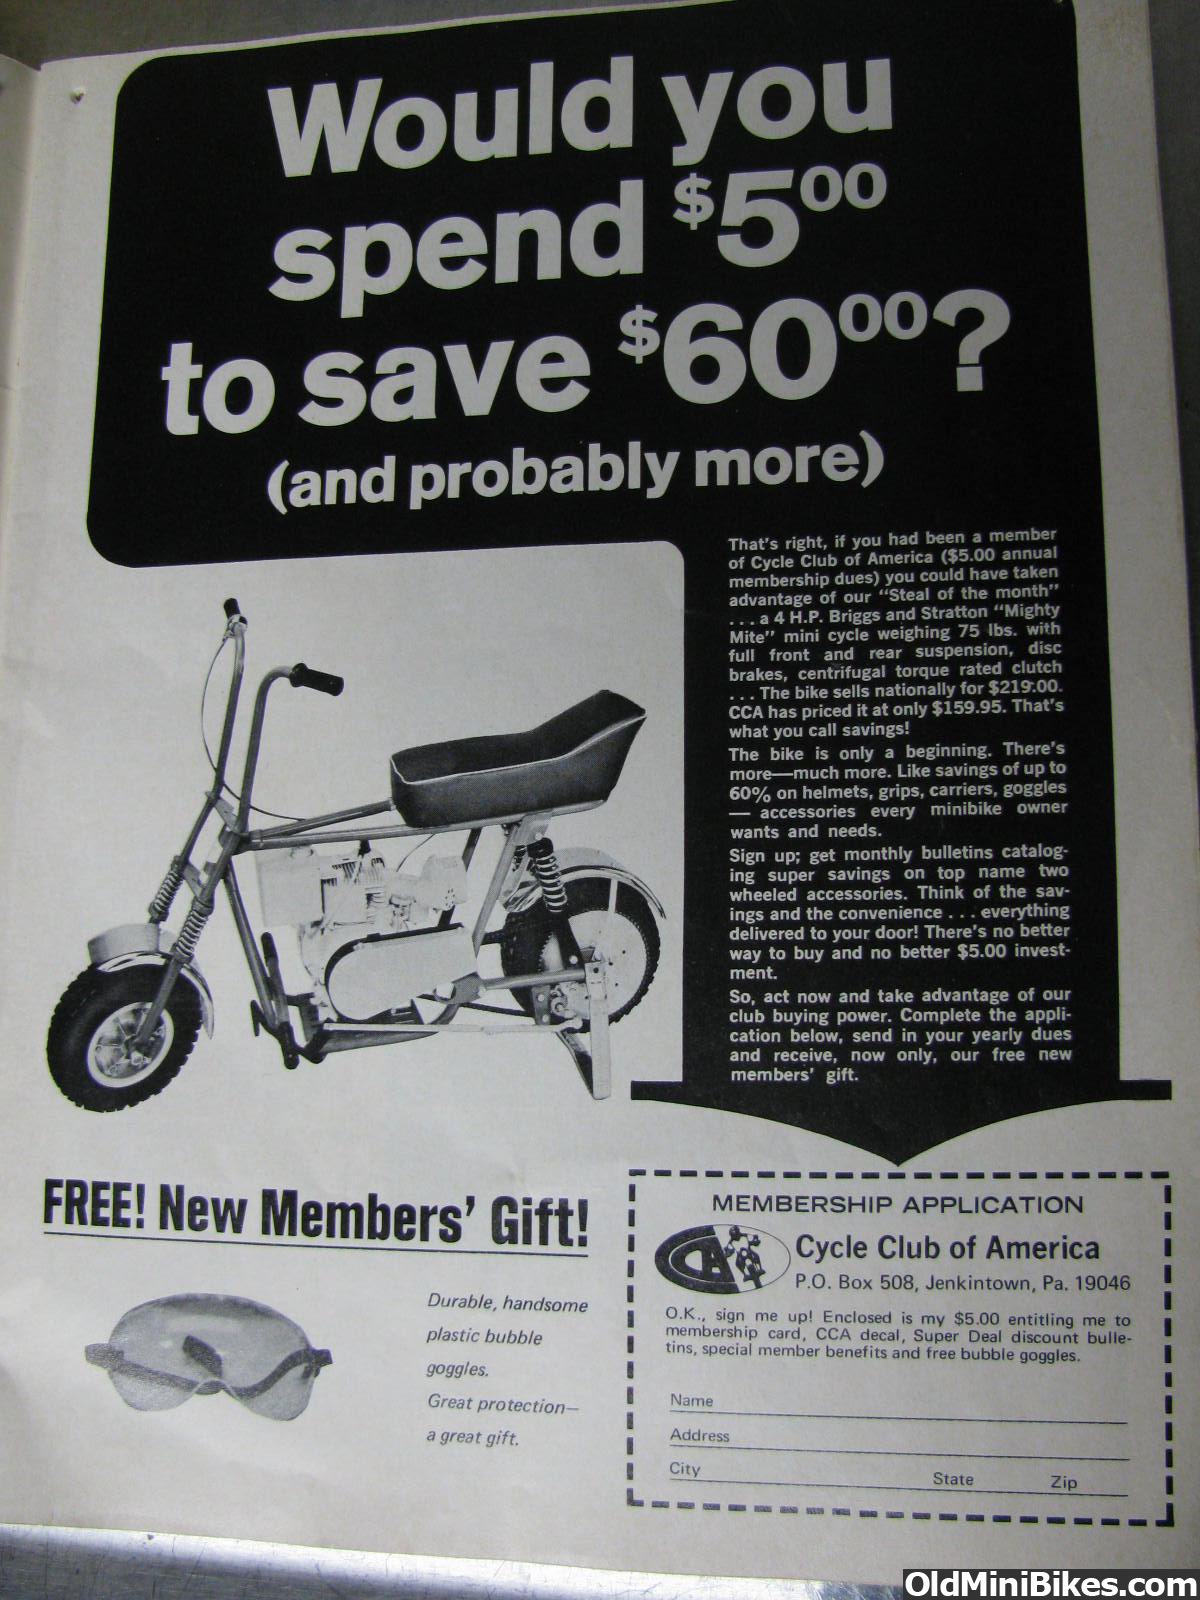 Would you
spend $5.00
to save $60.00?
(and probably more)
That's right, if you had been a member
of Cycle Club of America ($5.00 annual
membership dues) you could have taken
advantage of our "Steal of the month"
...a 4 H.P. Briggs and Stratton "Mighty
Mite" mini cycle weighing 75 lbs. with
full front and rear suspension, disc
brakes, centrifugal torque rated clutch
... The bike sells nationally for $219.00.
CCA has priced it at only $159.95. That's
what you call savings!
The bike is only a beginning. There's
more—much more. Like savings of up to
60% on helmets, grips, carriers, goggles
— accessories every minibike owner
wants and needs.
Sign up; get monthly bulletins catalog-
ing super savings on top name two
wheeled accessories. Think of the sav-
ings and the convenience ... everything
delivered to your door! There's no better
way to buy and no better $5.00 invest-
ment.
So, act now and take advantage of our
club buying power. Complete the appli-
cation below, send in your yearly dues
and receive, now only, our free new
members' gift.
FREE! New Members' Gift!
Durable, handsome
plastic bubble
goggles.
Great protection—
a great gift.
MEMBERSHIP APPLICATION
CCA
Cycle Club of America
P.O. Box 508, Jenkintown, Pa. 19046
O.K., sign me up! Enclosed is my $5.00 entitling me to
membership card, CCA decal, Super Deal discount bulle-
tins, special member benefits and free bubble goggles.
Name
Address
City State Zip
OldMiniBikes.com